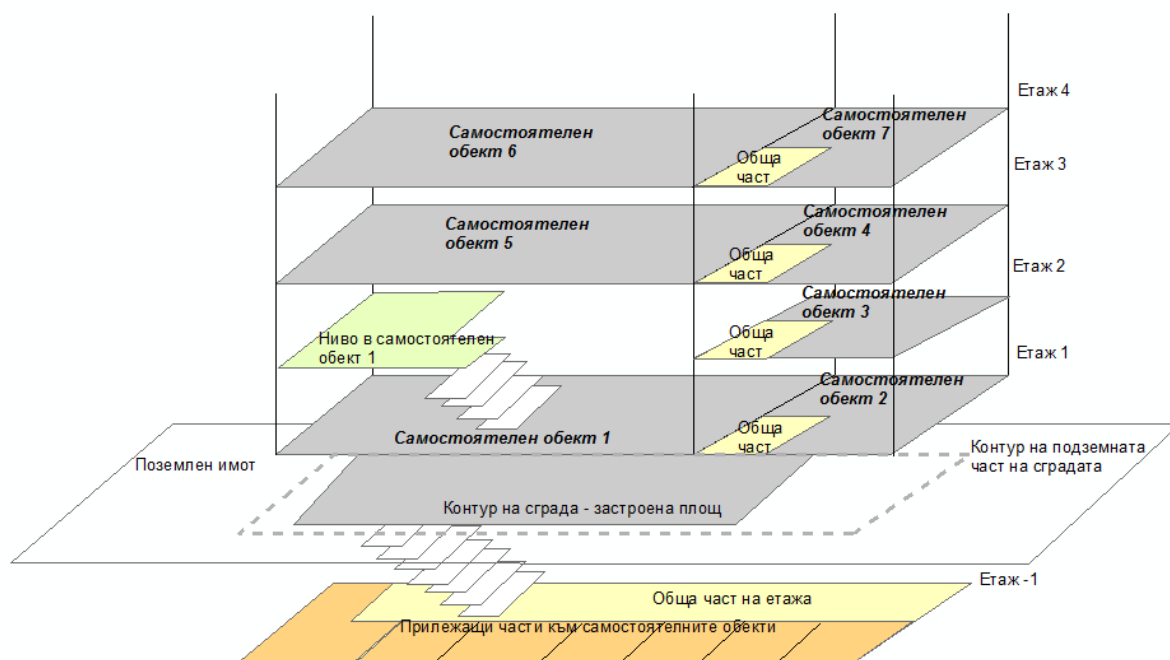 Етаж 4
Самостоятелен
обект 6
Самостоятелен
обект 7
Обща
част
Етаж 3
Самостоятелен
обект 5
Самостоятелен
обект 4
Обща
част
Етаж 2
Ниво в самостоятелен
обект 1
Самостоятелен
обект 3
Обща
част
Етаж 1
Самостоятелен обект 1
Самостоятелен
обект 2
Обща
част
Поземлен имот
Контур на подземната
част на сградата
Контур на сграда - застроена площ
Етаж -1
Обща част на етажа
Прилежащи части към самостоятелните обекти